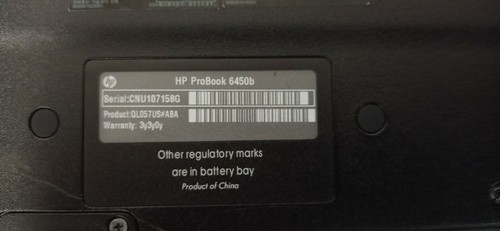 hp
HP ProBook 6450b
Serial:CNU107158G
Product:QL057US#ABA
Warranty: 3y3y0y
Other regulatory marks
are in battery bay
Product of China